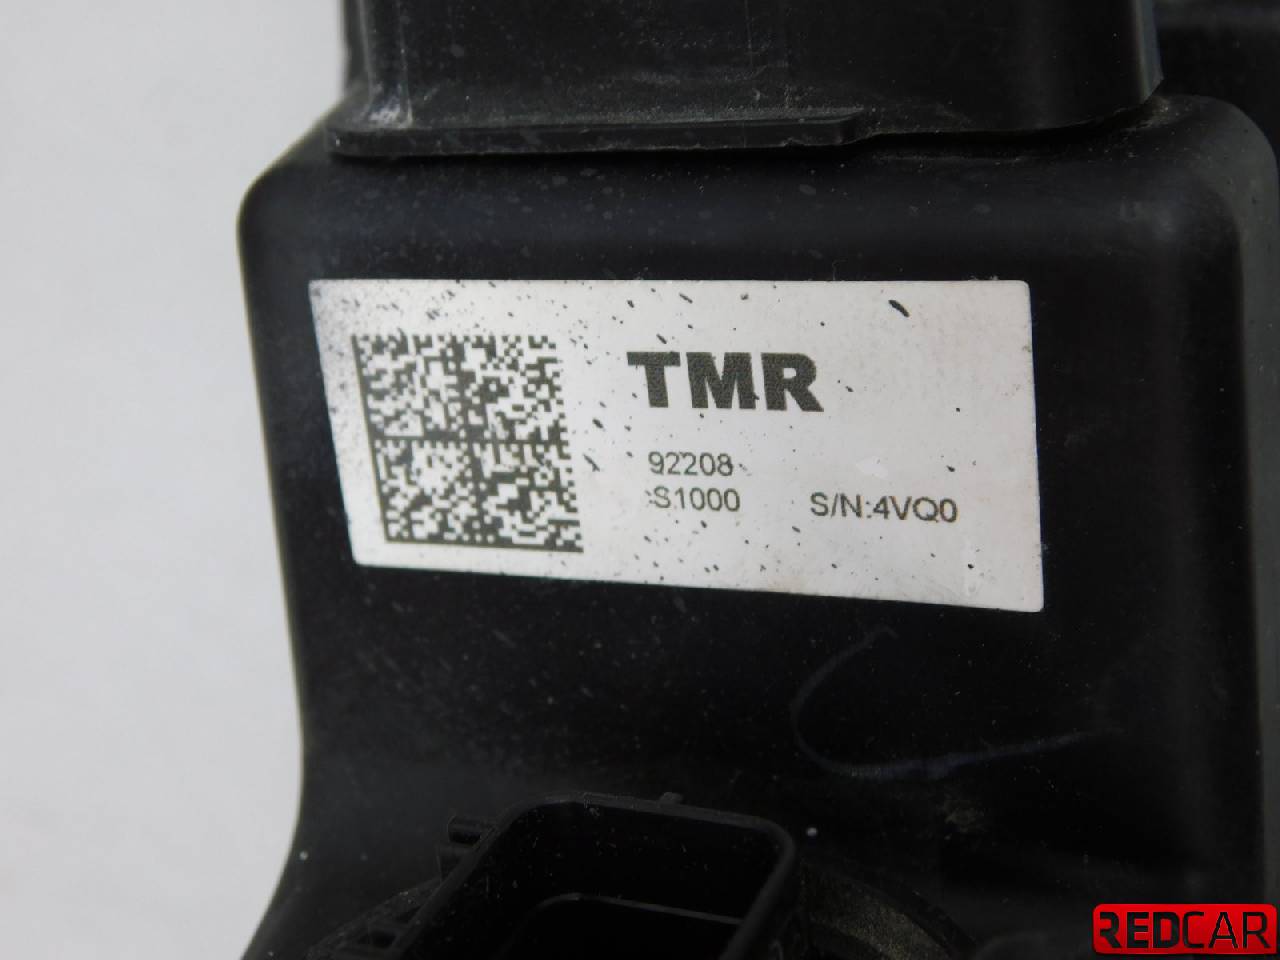 TMR
92208
S1000 S/N:4VQ0
REDCAR